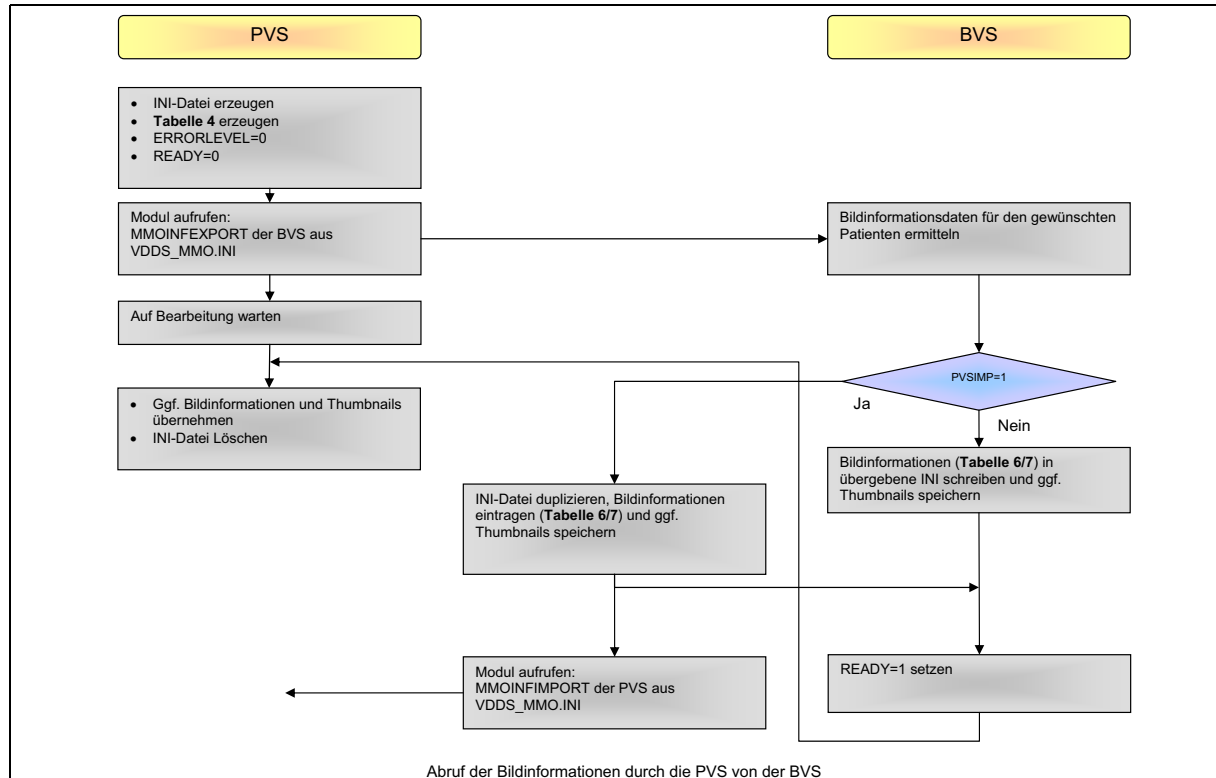 PVS
BVS
• INI-Datei erzeugen
• Tabelle 4 erzeugen
• ERRORLEVEL=0
• READY=0
Modul aufrufen:
MMOINFEXPORT der BVS aus
VDDS_MMO.INI
Bildinformationsdaten für den gewünschten
Patienten ermitteln
Auf Bearbeitung warten
PVSIMP=1
• Ggf. Bildinformationen und Thumbnails
übernehmen
• INI-Datei Löschen
Ja
Nein
Bildinformationen (Tabelle 6/7) in
übergebene INI schreiben und ggf.
Thumbnails speichern
INI-Datei duplizieren, Bildinformationen
eintragen (Tabelle 6/7) und ggf.
Thumbnails speichern
Modul aufrufen:
MMOINFIMPORT der PVS aus
VDDS_MMO.INI
READY=1 setzen
Abruf der Bildinformationen durch die PVS von der BVS